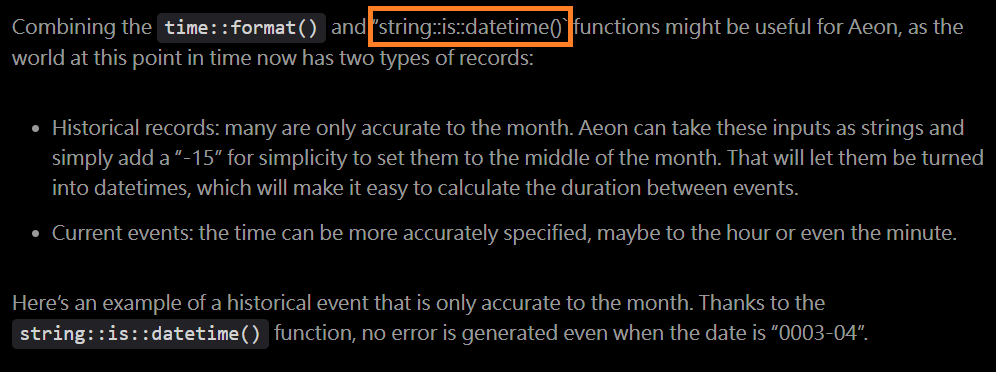 Combining the time::format() and “string::is::datetime()` functions might be useful for Aeon, as the
world at this point in time now has two types of records:
• Historical records: many are only accurate to the month. Aeon can take these inputs as strings and
simply add a “-15” for simplicity to set them to the middle of the month. That will let them be turned
into datetimes, which will make it easy to calculate the duration between events.
• Current events: the time can be more accurately specified, maybe to the hour or even the minute.
Here’s an example of a historical event that is only accurate to the month. Thanks to the
string::is::datetime() function, no error is generated even when the date is “0003-04”.